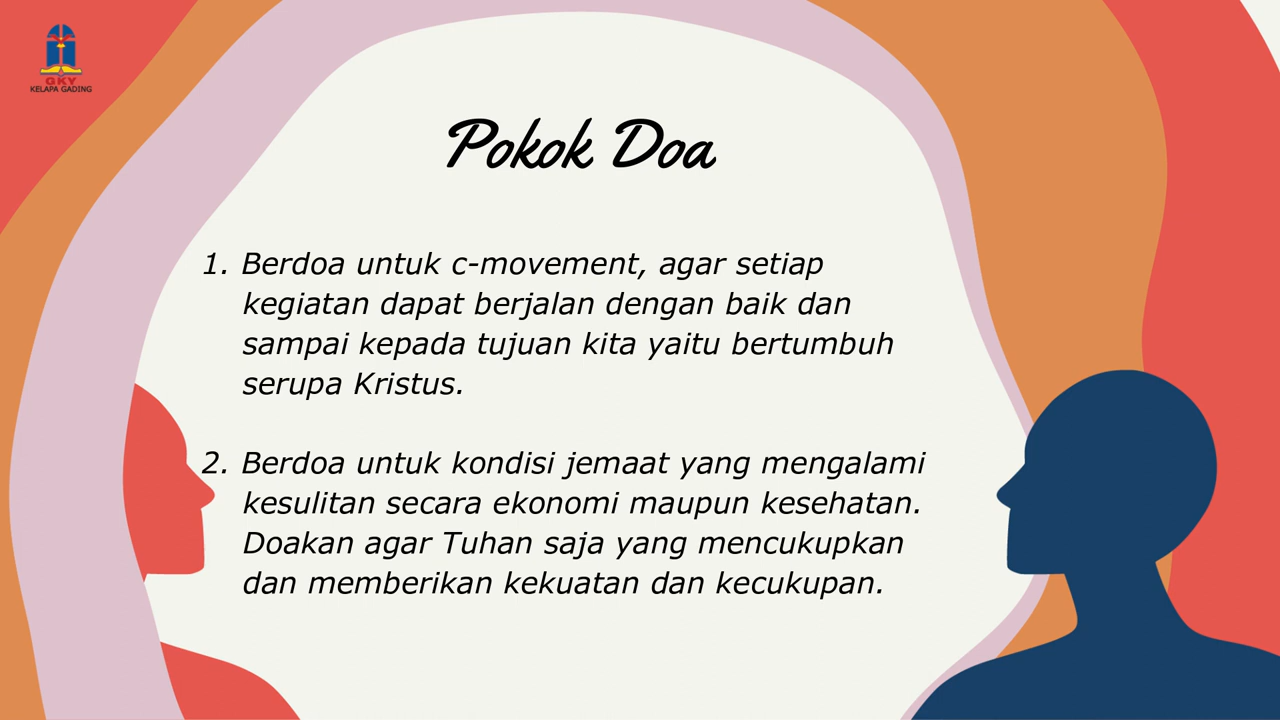 GKY
KELAPA GADING
Pokok Doa
1. Berdoa untuk c-movement, agar setiap
kegiatan dapat berjalan dengan baik dan
sampai kepada tujuan kita yaitu bertumbuh
serupa Kristus.
2. Berdoa untuk kondisi jemaat yang mengalami
kesulitan secara ekonomi maupun kesehatan.
Doakan agar Tuhan saja yang mencukupkan
dan memberikan kekuatan dan kecukupan.